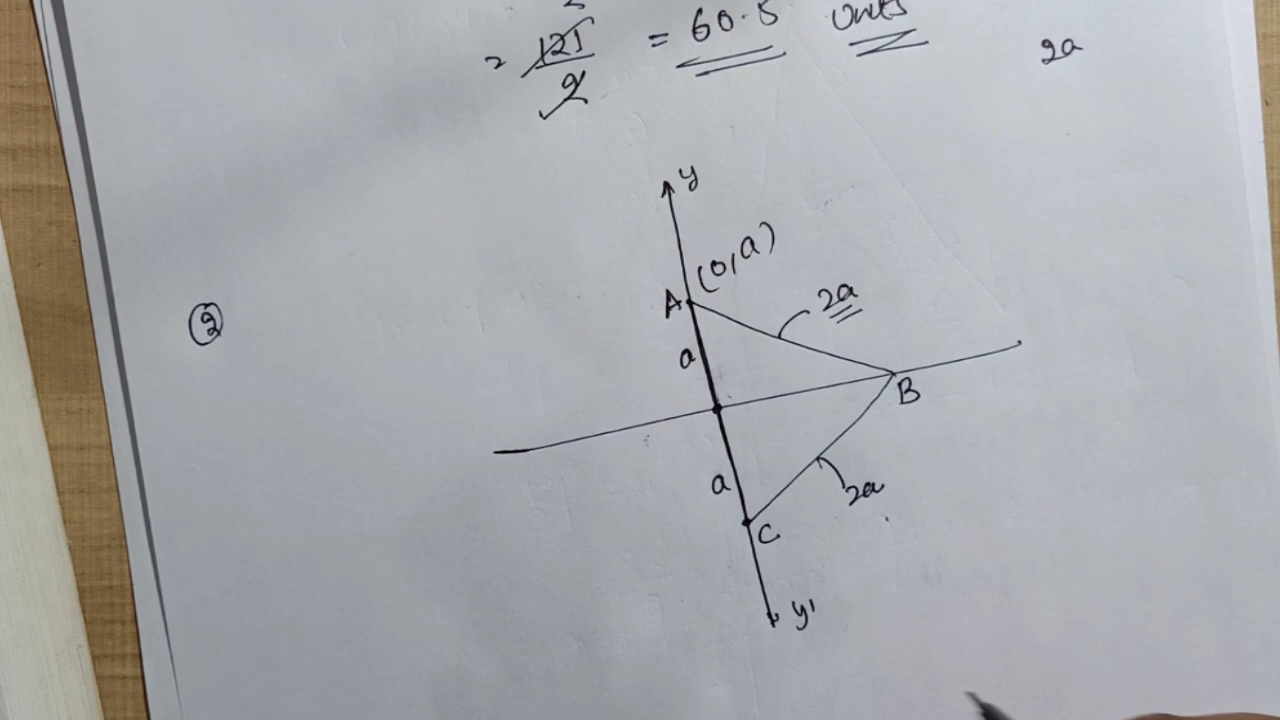 = 121/2 = 60.5 units
2a
y
(0,a)
②
A
2a
a
B
a
2a
C
y'